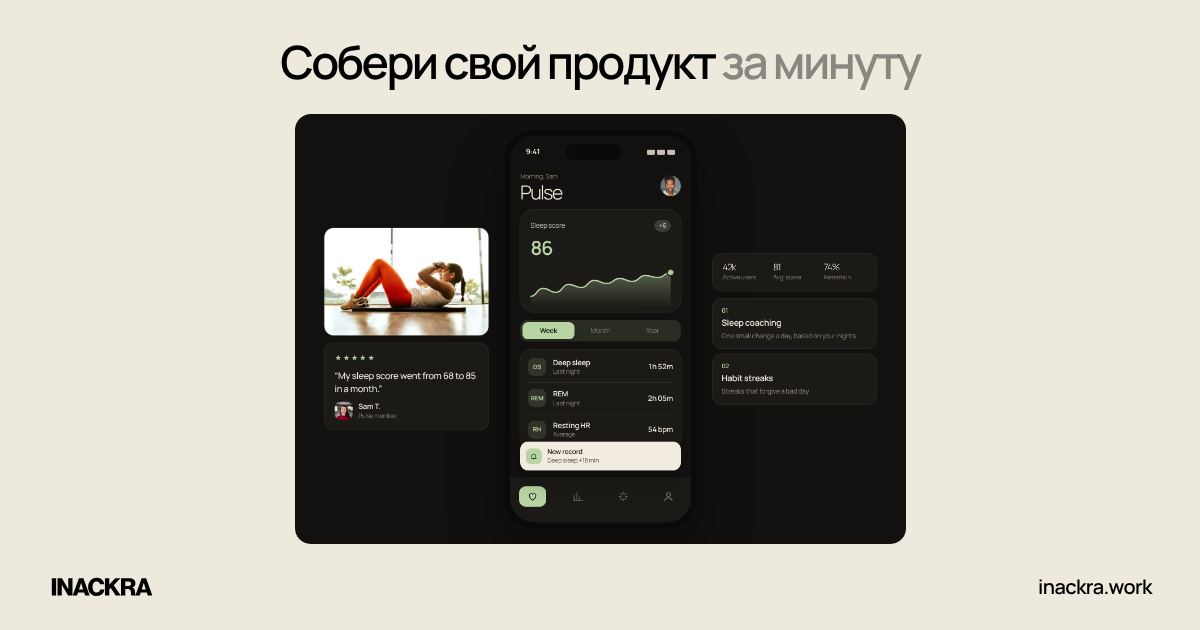 Собери свой продукт за минуту
9:41
Morning, Sam
Pulse
Sleep score
+6
86
Week Month Year
DS
Deep sleep
Last night
1h 52m
REM
REM
Last night
2h 05m
RH
Resting HR
Average
54 bpm
New record
Deep sleep +18 min
★★★★★
"My sleep score went from 68 to 85
in a month."
Sam T.
Pulse member
42k 81 74%
Active users Avg. score Retention
01
Sleep coaching
One small change a day, based on your nights.
02
Habit streaks
Streaks that forgive a bad day.
INACKRA
inackra.work